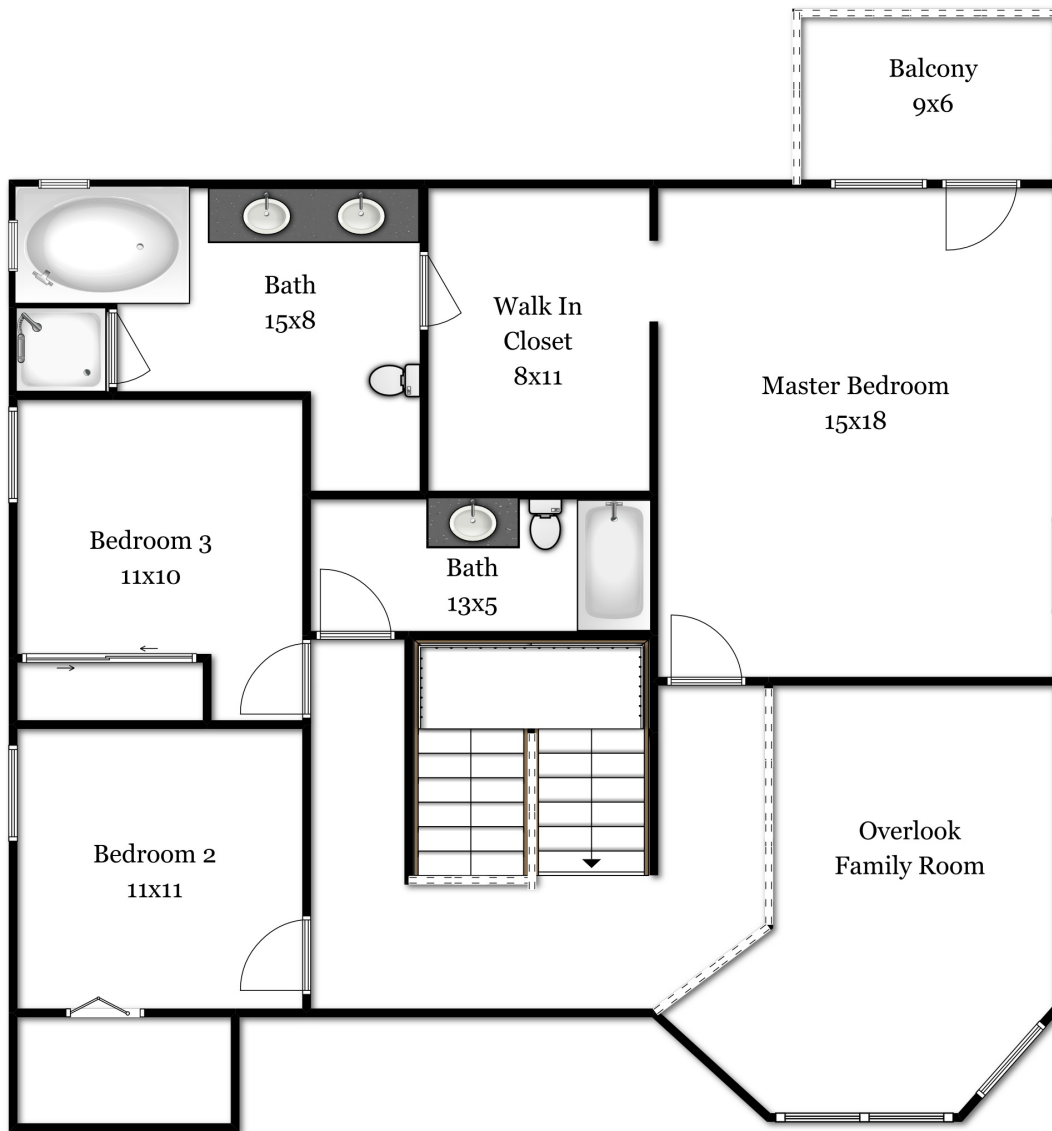 Balcony
9x6
Bath
15x8
Walk In
Closet
8x11
Master Bedroom
15x18
Bedroom 3
11x10
Bath
13x5
Bedroom 2
11x11
Overlook
Family Room